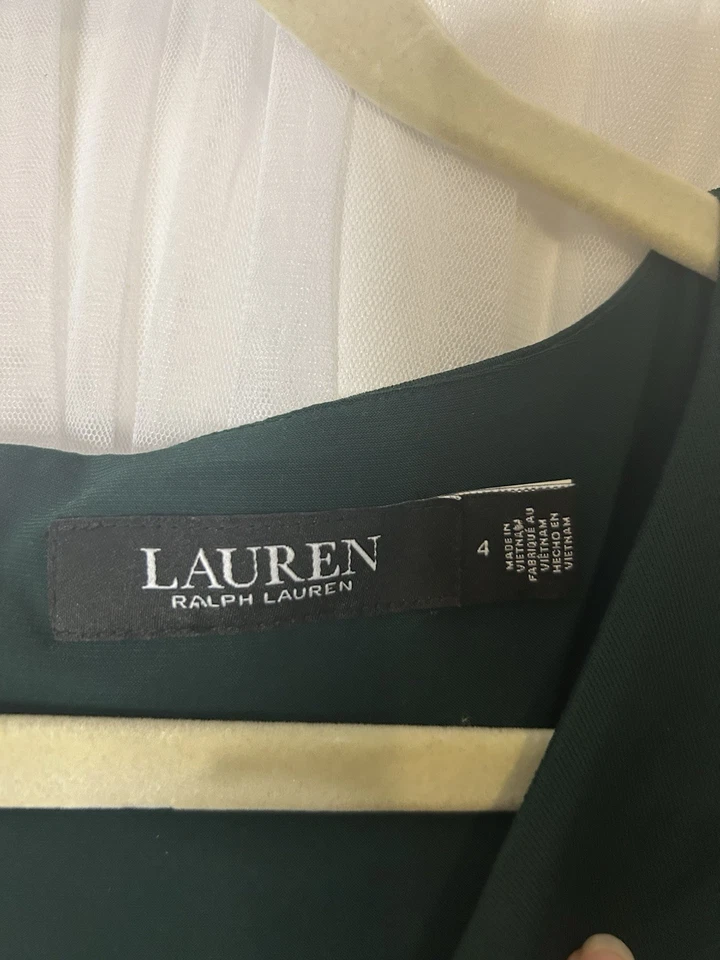 LAUREN
RALPH LAUREN
4
MADE IN
VIETNAM
FABRIQUÉ AU
VIETNAM
HECHO EN
VIETNAM